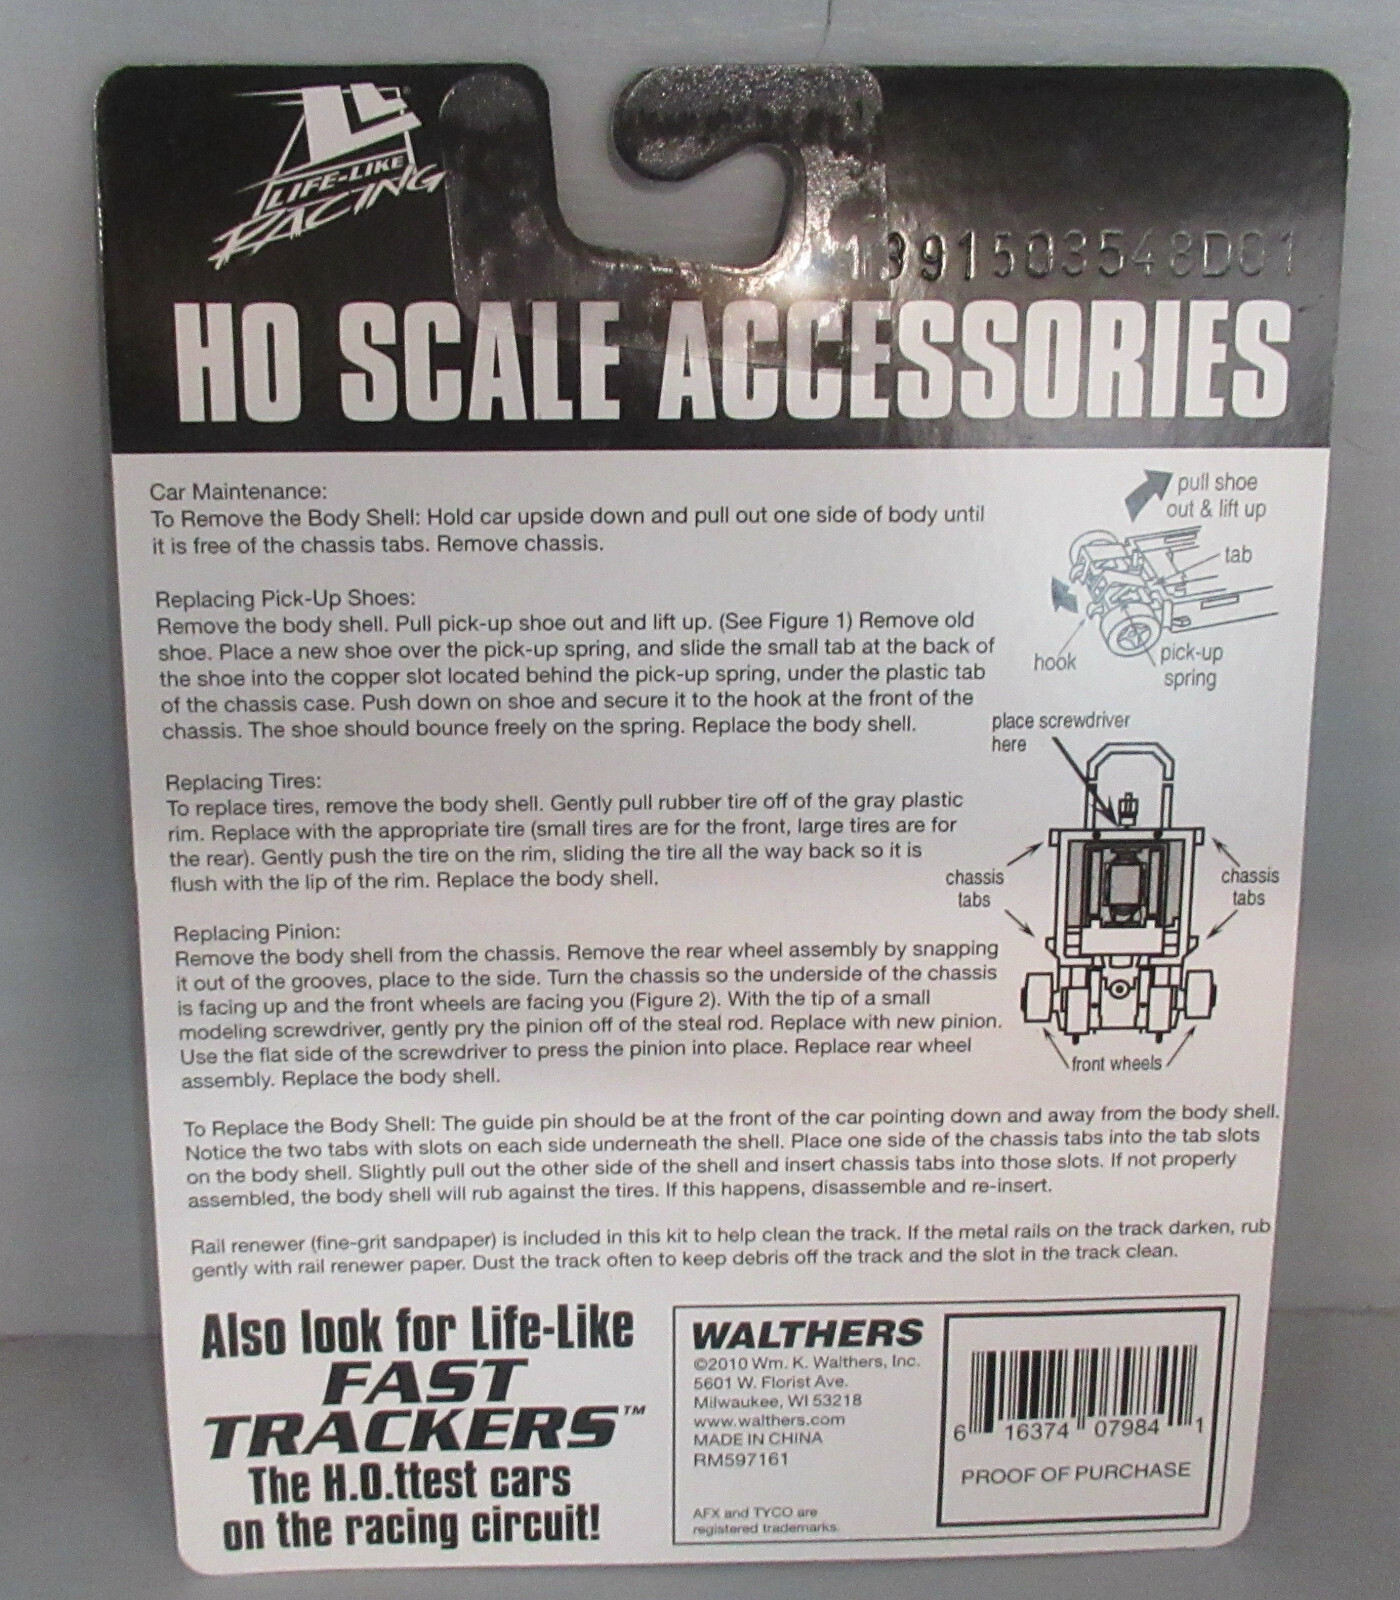 LIFE-LIKE
RACING
1391503548D01
HO SCALE ACCESSORIES
Car Maintenance:
To Remove the Body Shell: Hold car upside down and pull out one side of body until
it is free of the chassis tabs. Remove chassis.
Replacing Pick-Up Shoes:
Remove the body shell. Pull pick-up shoe out and lift up. (See Figure 1) Remove old
shoe. Place a new shoe over the pick-up spring, and slide the small tab at the back of
the shoe into the copper slot located behind the pick-up spring, under the plastic tab
of the chassis case. Push down on shoe and secure it to the hook at the front of the
chassis. The shoe should bounce freely on the spring. Replace the body shell.
pull shoe
out & lift up
tab
hook
pick-up
spring
Replacing Tires:
To replace tires, remove the body shell. Gently pull rubber tire off of the gray plastic
rim. Replace with the appropriate tire (small tires are for the front, large tires are for
the rear). Gently push the tire on the rim, sliding the tire all the way back so it is
flush with the lip of the rim. Replace the body shell.
place screwdriver
here
chassis
tabs
chassis
tabs
front wheels
Replacing Pinion:
Remove the body shell from the chassis. Remove the rear wheel assembly by snapping
it out of the grooves, place to the side. Turn the chassis so the underside of the chassis
is facing up and the front wheels are facing you (Figure 2). With the tip of a small
modeling screwdriver, gently pry the pinion off of the steal rod. Replace with new pinion.
Use the flat side of the screwdriver to press the pinion into place. Replace rear wheel
assembly. Replace the body shell.
To Replace the Body Shell: The guide pin should be at the front of the car pointing down and away from the body shell.
Notice the two tabs with slots on each side underneath the shell. Place one side of the chassis tabs into the tab slots
on the body shell. Slightly pull out the other side of the shell and insert chassis tabs into those slots. If not properly
assembled, the body shell will rub against the tires. If this happens, disassemble and re-insert.
Rail renewer (fine-grit sandpaper) is included in this kit to help clean the track. If the metal rails on the track darken, rub
gently with rail renewer paper. Dust the track often to keep debris off the track and the slot in the track clean.
Also look for Life-Like
FAST
TRACKERS™
The H.O.ttest cars
on the racing circuit!
WALTHERS
©2010 Wm. K. Walthers, Inc.
5601 W. Florist Ave.
Milwaukee, WI 53218
www.walthers.com
MADE IN CHINA
RM597161
AFX and TYCO are
registered trademarks.
6 16374 07984 1
PROOF OF PURCHASE